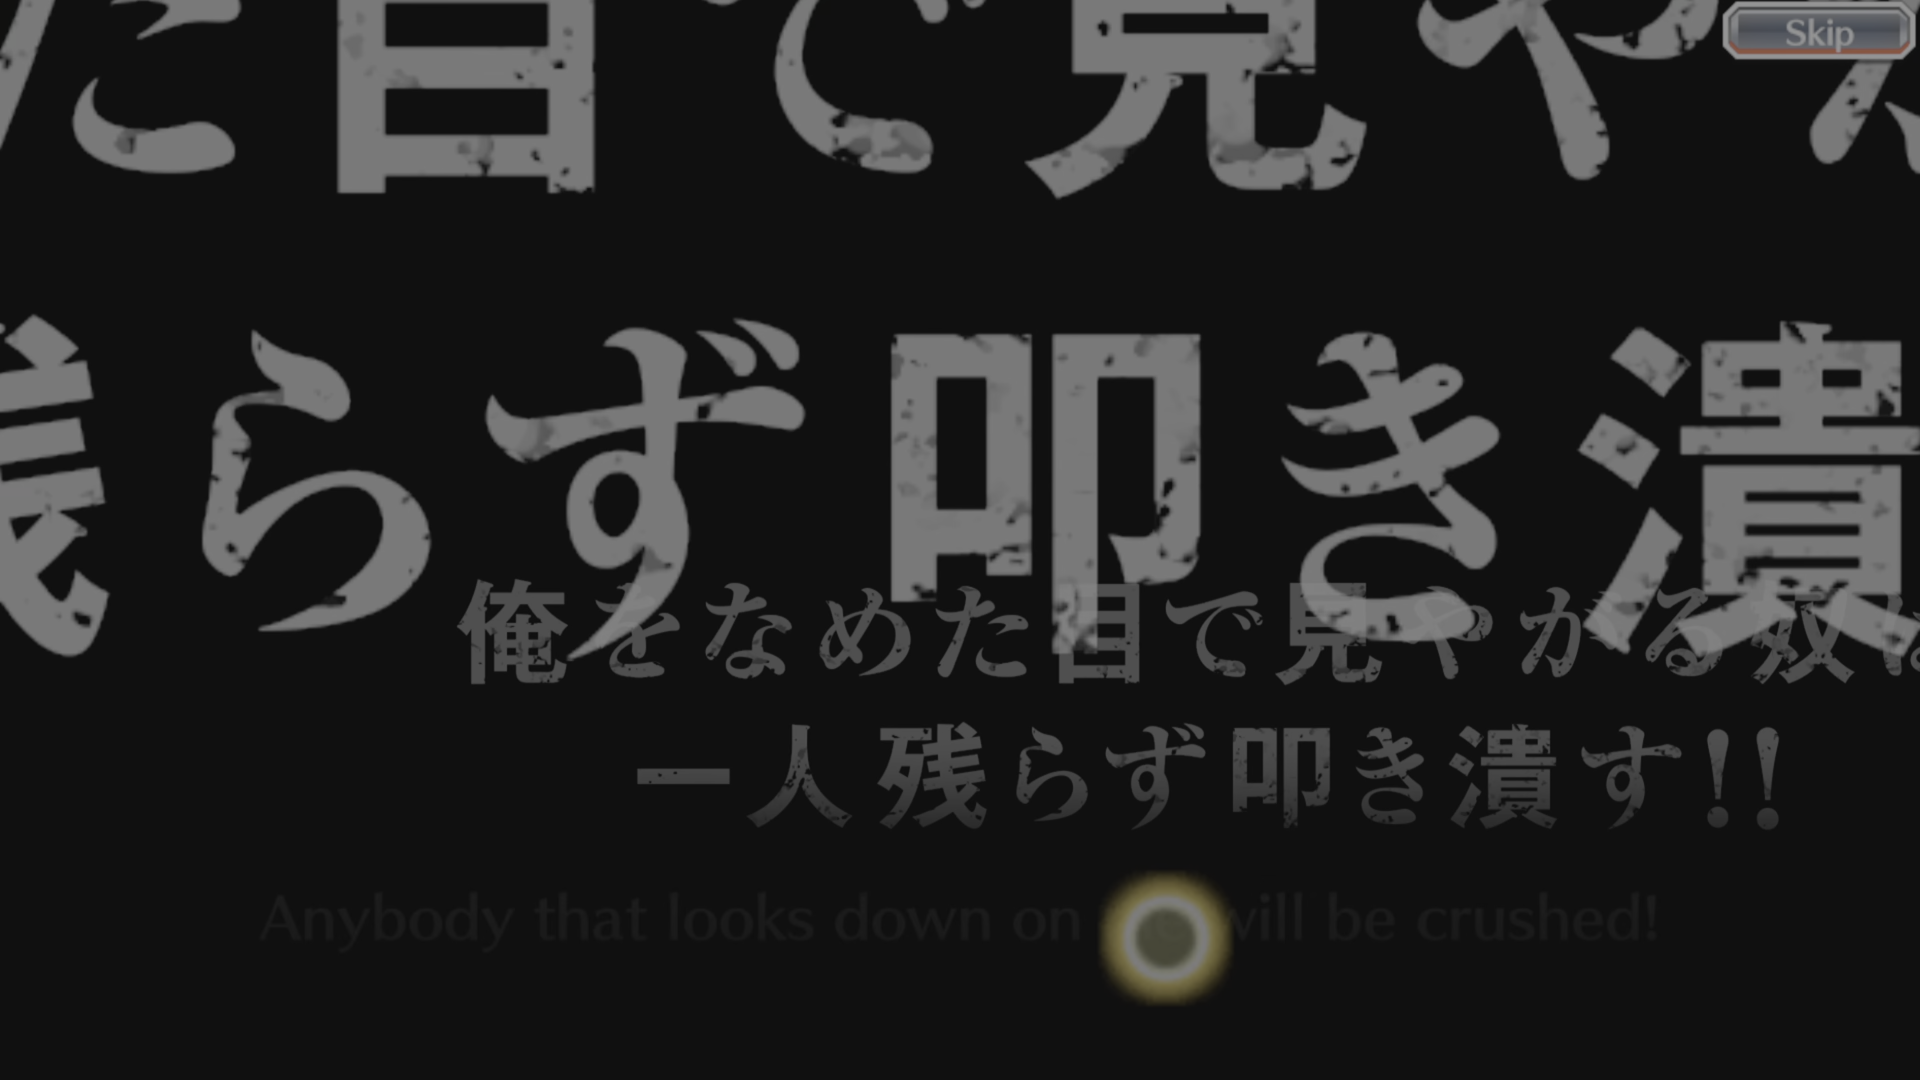 Skip
た目で見や
残らず叩き潰
俺をなめた目で見やがる奴は
一人残らず叩き潰す!!
Anybody that looks down on will be crushed!